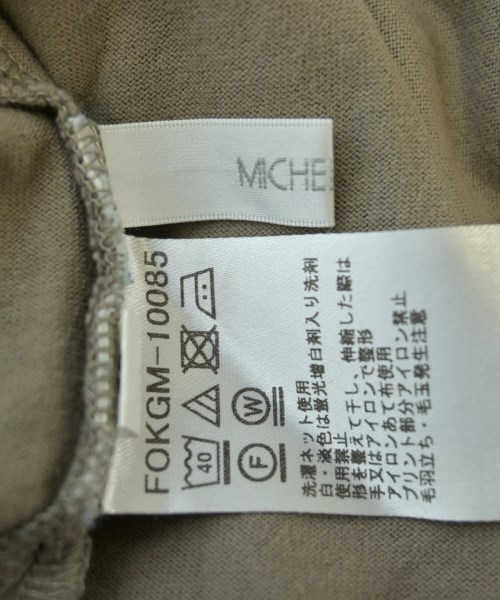 MICHE
FOKGM-10085
40
F
W
洗濯ネット使用
白・淡色は蛍光増白剤入り洗剤
使用禁止
形を整えて干し、伸縮した際は
手又はアイロンで整形
アイロンあて布使用
プリント部分アイロン禁止
毛羽立ち・毛玉発生注意